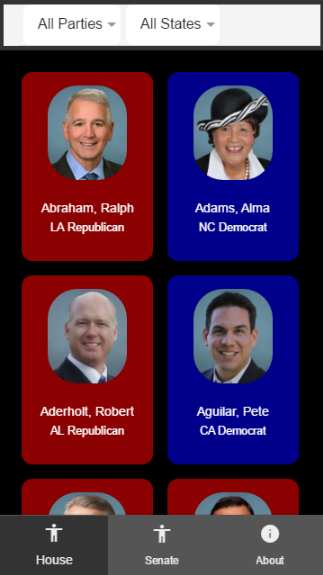 All Parties
All States
Abraham, Ralph
LA Republican
Adams, Alma
NC Democrat
Aderholt, Robert
AL Republican
Aguilar, Pete
CA Democrat
House
Senate
About